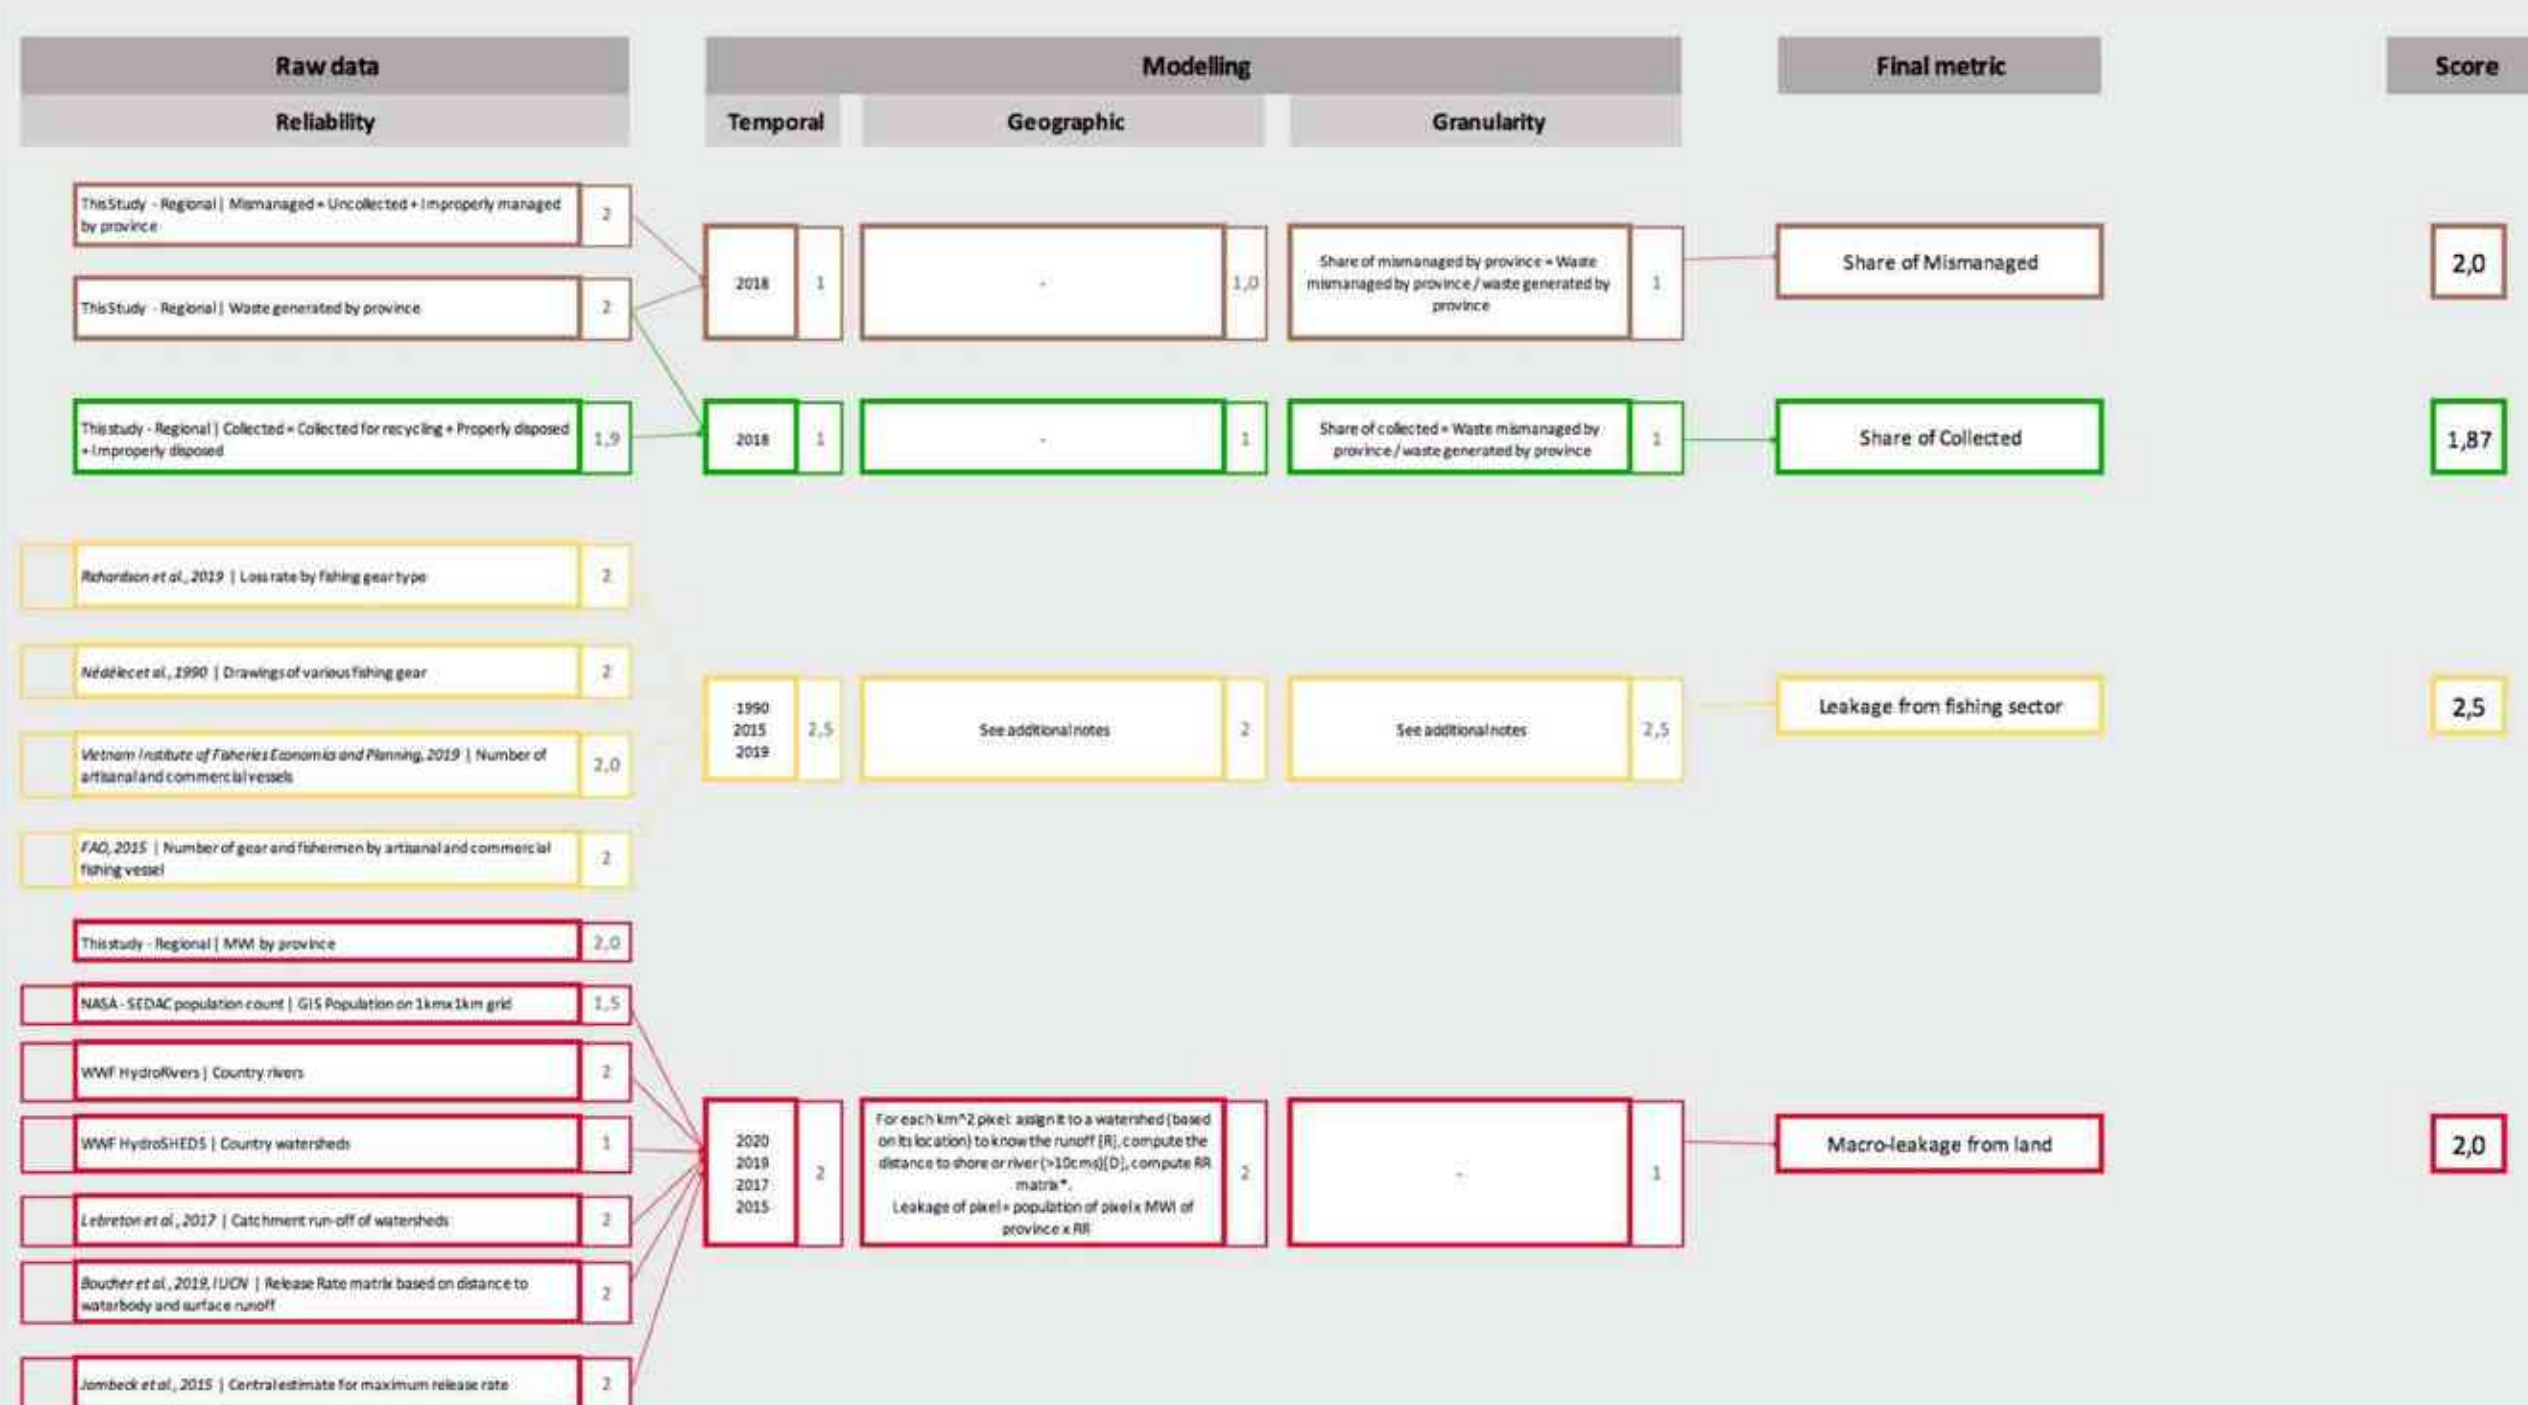 Raw data
Modelling
Final metric
Score
Reliability
Temporal
Geographic
Granularity
ThisStudy - Regional | Mismanaged = Uncollected + Improperly managed
by province
2
ThisStudy - Regional | Waste generated by province
2
2018
1
-
1,0
Share of mismanaged by province = Waste
mismanaged by province / waste generated by
province
1
Share of Mismanaged
2,0
This study - Regional | Collected = Collected for recycling + Properly disposed
+ Improperly disposed
1,9
2018
1
-
1
Share of collected = Waste mismanaged by
province / waste generated by province
1
Share of Collected
1,87
Richardson et al., 2019 | Loss rate by fishing gear type
2
Nédélec et al., 1990 | Drawings of various fishing gear
2
Vietnam Institute of Fisheries Economics and Planning, 2019 | Number of
artisanal and commercial vessels
2,0
FAO, 2015 | Number of gear and fishermen by artisanal and commercial
fishing vessel
2
1990
2015
2019
2,5
See additional notes
2
See additional notes
2,5
Leakage from fishing sector
2,5
This study - Regional | MWI by province
2,0
NASA - SEDAC population count | GIS Population on 1kmx1km grid
1,5
WWF HydroRivers | Country rivers
2
WWF HydroSHEDS | Country watersheds
1
Lebreton et al., 2017 | Catchment run-off of watersheds
2
Boucher et al., 2019, IUCN | Release Rate matrix based on distance to
waterbody and surface runoff
2
Jambeck et al., 2015 | Central estimate for maximum release rate
2
2020
2019
2017
2015
2
For each km^2 pixel: assign it to a watershed (based
on its location) to know the runoff [R], compute the
distance to shore or river (>10cms)[D], compute RR
matrix*.
Leakage of pixel = population of pixel x MWI of
province x RR
2
-
1
Macro-leakage from land
2,0